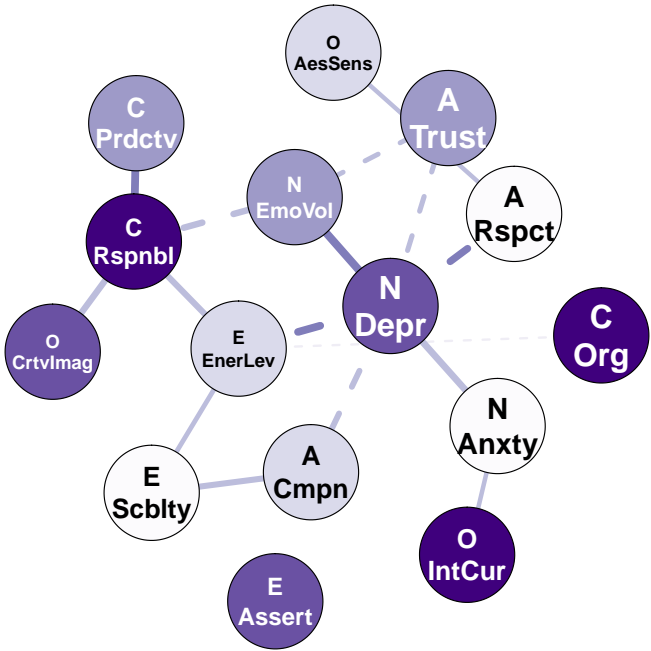 O
AesSens
C
Prdctv
A
Trust
N
EmoVol
A
Rspct
C
Rspnbl
N
Depr
C
Org
O
CrtvImag
E
EnerLev
N
Anxty
E
Scblty
A
Cmpn
O
IntCur
E
Assert